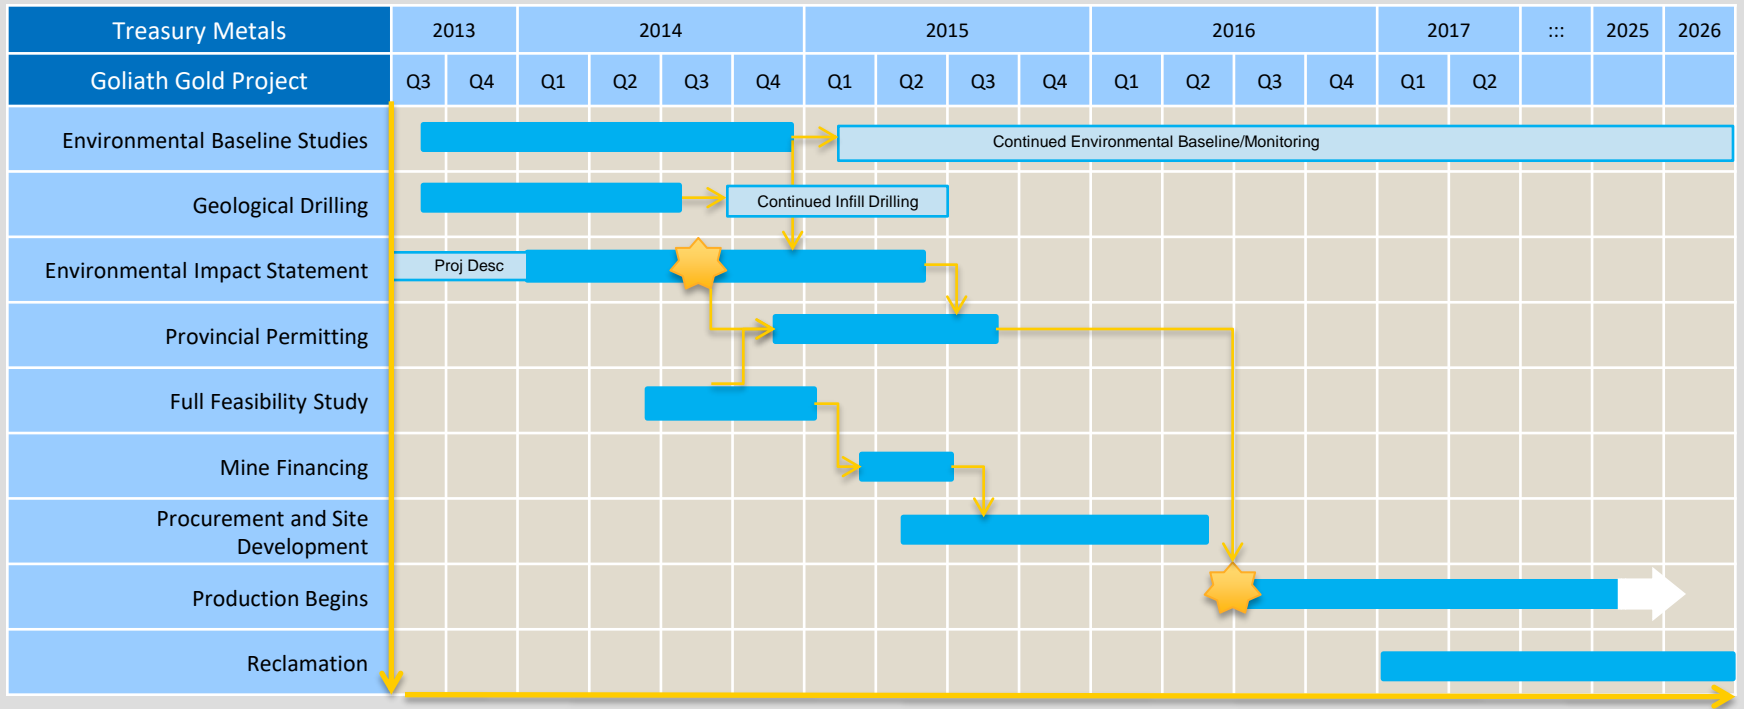 Treasury Metals
2013
2014
2015
2016
2017
:::
2025
2026
Goliath Gold Project
Q3
Q4
Q1
Q2
Q3
Q4
Q1
Q2
Q3
Q4
Q1
Q2
Q3
Q4
Q1
Q2
Environmental Baseline Studies
Continued Environmental Baseline/Monitoring
Geological Drilling
Continued Infill Drilling
Environmental Impact Statement
Proj Desc
Provincial Permitting
Full Feasibility Study
Mine Financing
Procurement and Site
Development
Production Begins
Reclamation